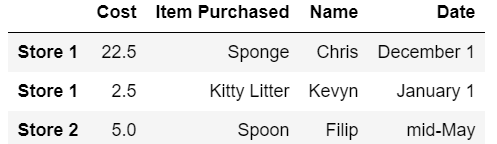 Cost Item Purchased Name Date
Store 1 22.5 Sponge Chris December 1
Store 1 2.5 Kitty Litter Kevyn January 1
Store 2 5.0 Spoon Filip mid-May